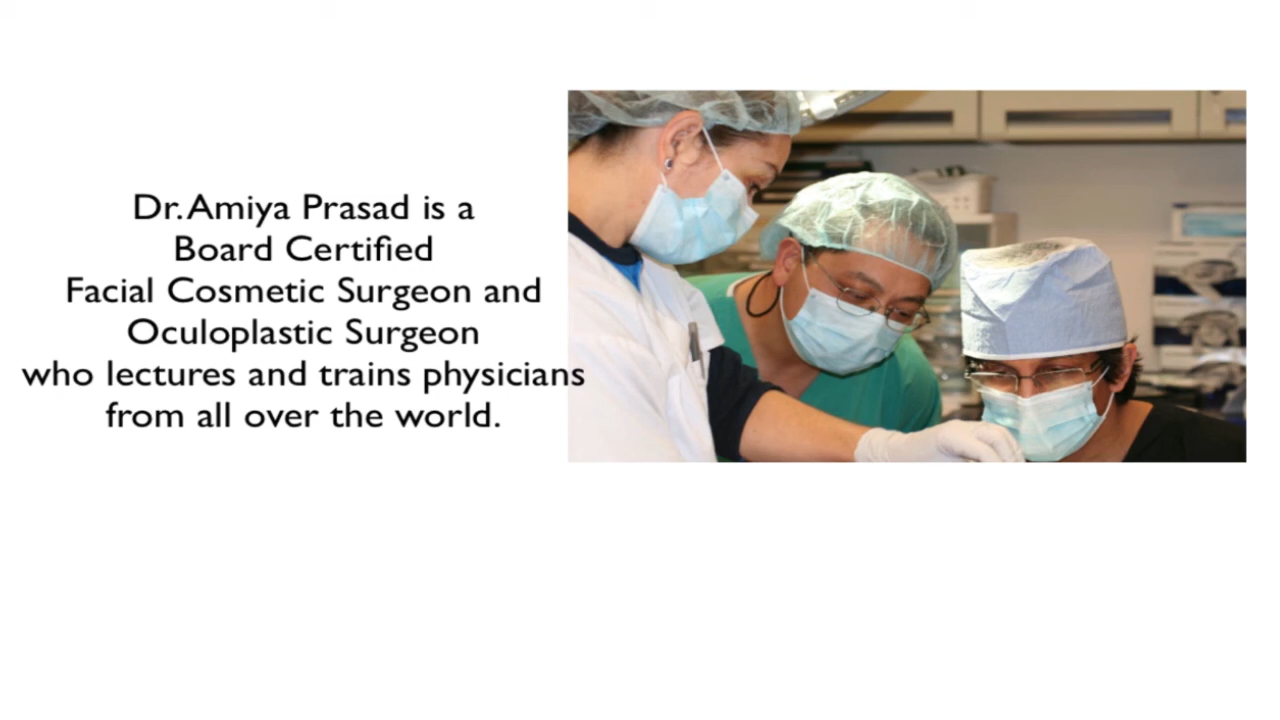 Dr. Amiya Prasad is a
Board Certified
Facial Cosmetic Surgeon and
Oculoplastic Surgeon
who lectures and trains physicians
from all over the world.